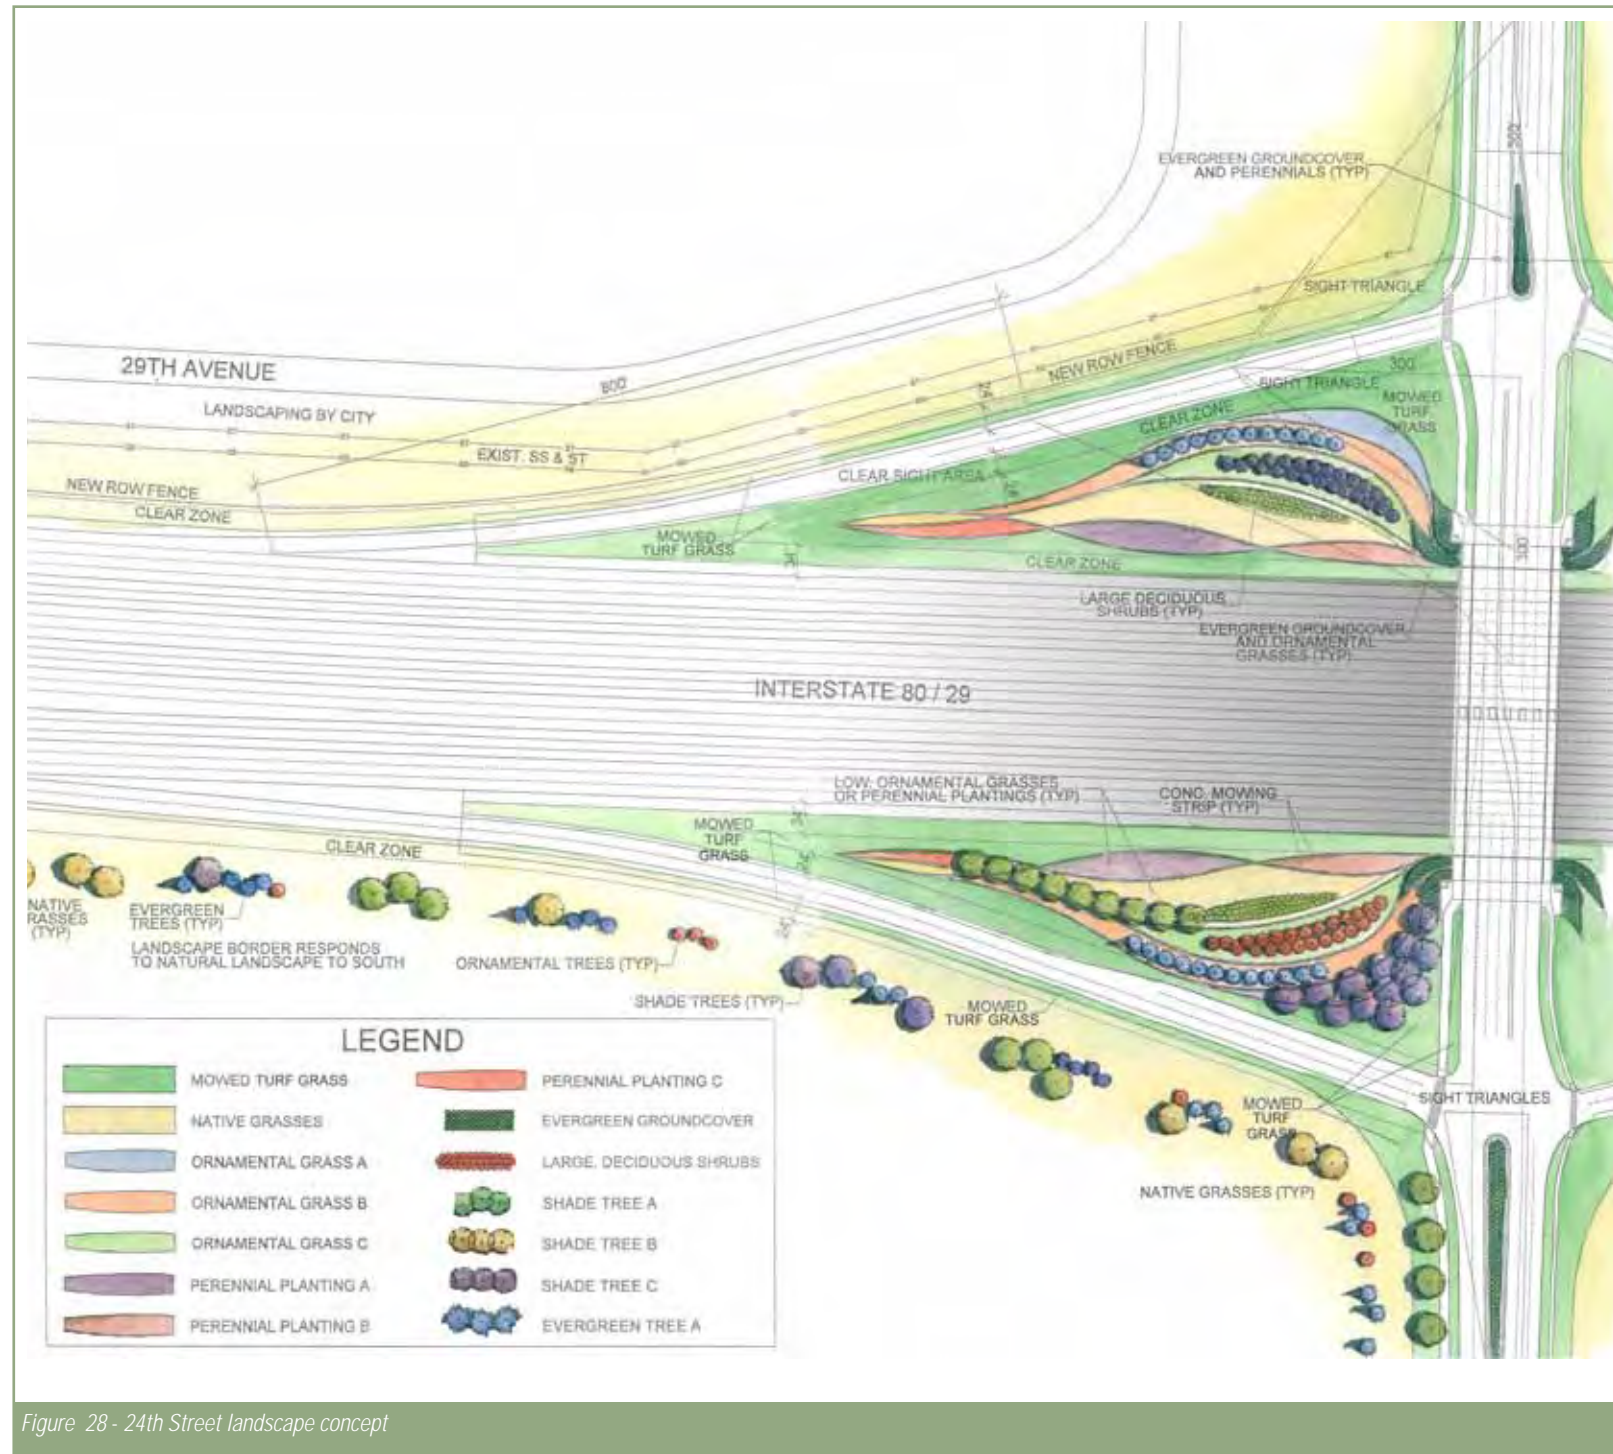 EVERGREEN GROUNDCOVER
AND PERENNIALS (TYP)
300
SIGHT TRIANGLE
29TH AVENUE
800
NEW ROW FENCE
300
SIGHT TRIANGLE
LANDSCAPING BY CITY
MOWED
TURF
GRASS
CLEAR ZONE
EXIST. SS & ST
CLEAR SIGHT AREA
NEW ROW FENCE
CLEAR ZONE
MOWED
TURF GRASS
300
CLEAR ZONE
LARGE DECIDUOUS
SHRUBS (TYP)
EVERGREEN GROUNDCOVER
AND ORNAMENTAL
GRASSES (TYP)
INTERSTATE 80 / 29
LOW, ORNAMENTAL GRASSES
OR PERENNIAL PLANTINGS (TYP)
CONC. MOWING
STRIP (TYP)
MOWED
TURF
GRASS
CLEAR ZONE
NATIVE
RASSES
(TYP)
EVERGREEN
TREES (TYP)
LANDSCAPE BORDER RESPONDS
TO NATURAL LANDSCAPE TO SOUTH
ORNAMENTAL TREES (TYP)
SHADE TREES (TYP)
MOWED
TURF GRASS
SIGHT TRIANGLES
MOWED
TURF
GRASS
NATIVE GRASSES (TYP)
LEGEND
MOWED TURF GRASS
NATIVE GRASSES
ORNAMENTAL GRASS A
ORNAMENTAL GRASS B
ORNAMENTAL GRASS C
PERENNIAL PLANTING A
PERENNIAL PLANTING B
PERENNIAL PLANTING C
EVERGREEN GROUNDCOVER
LARGE, DECIDUOUS SHRUBS
SHADE TREE A
SHADE TREE B
SHADE TREE C
EVERGREEN TREE A
Figure 28 - 24th Street landscape concept